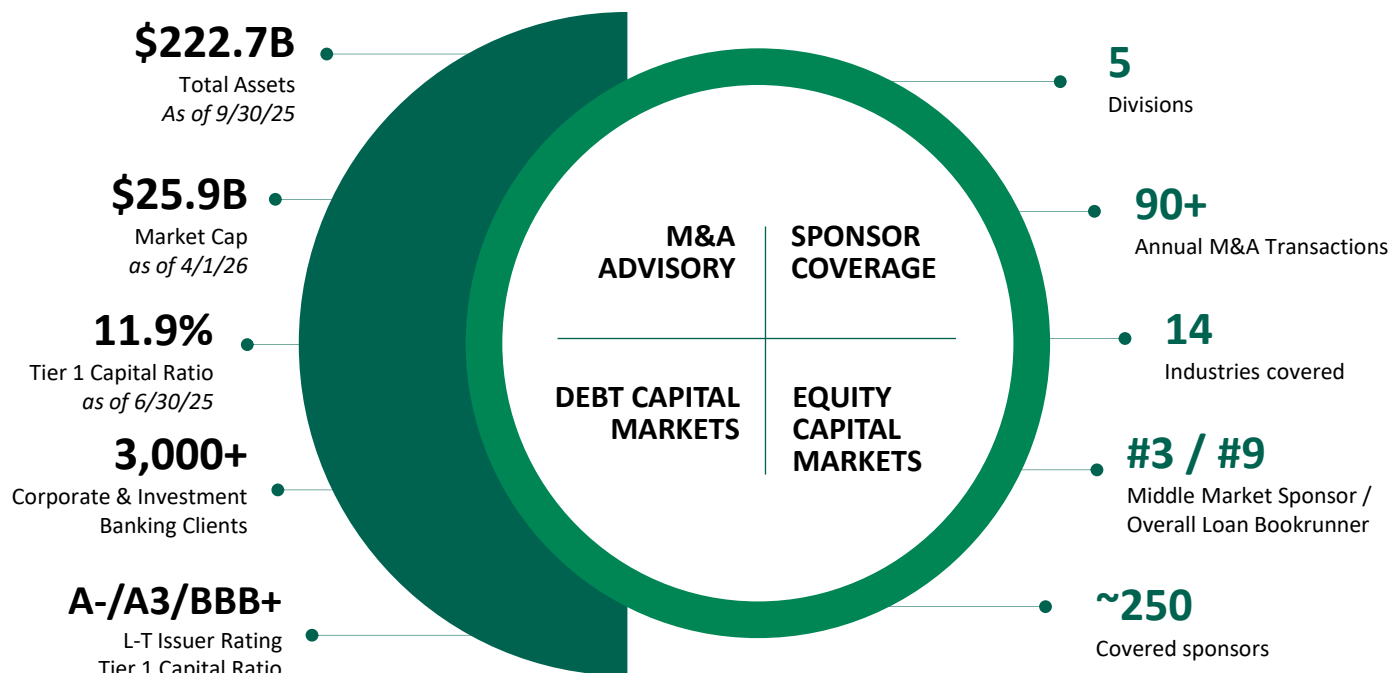 $222.7B
Total Assets
As of 9/30/25
$25.9B
Market Cap
as of 4/1/26
11.9%
Tier 1 Capital Ratio
as of 6/30/25
3,000+
Corporate & Investment
Banking Clients
A-/A3/BBB+
L-T Issuer Rating
Tier 1 Capital Ratio
M&A
ADVISORY
SPONSOR
COVERAGE
DEBT CAPITAL
MARKETS
EQUITY
CAPITAL
MARKETS
5
Divisions
90+
Annual M&A Transactions
14
Industries covered
#3 / #9
Middle Market Sponsor /
Overall Loan Bookrunner
~250
Covered sponsors